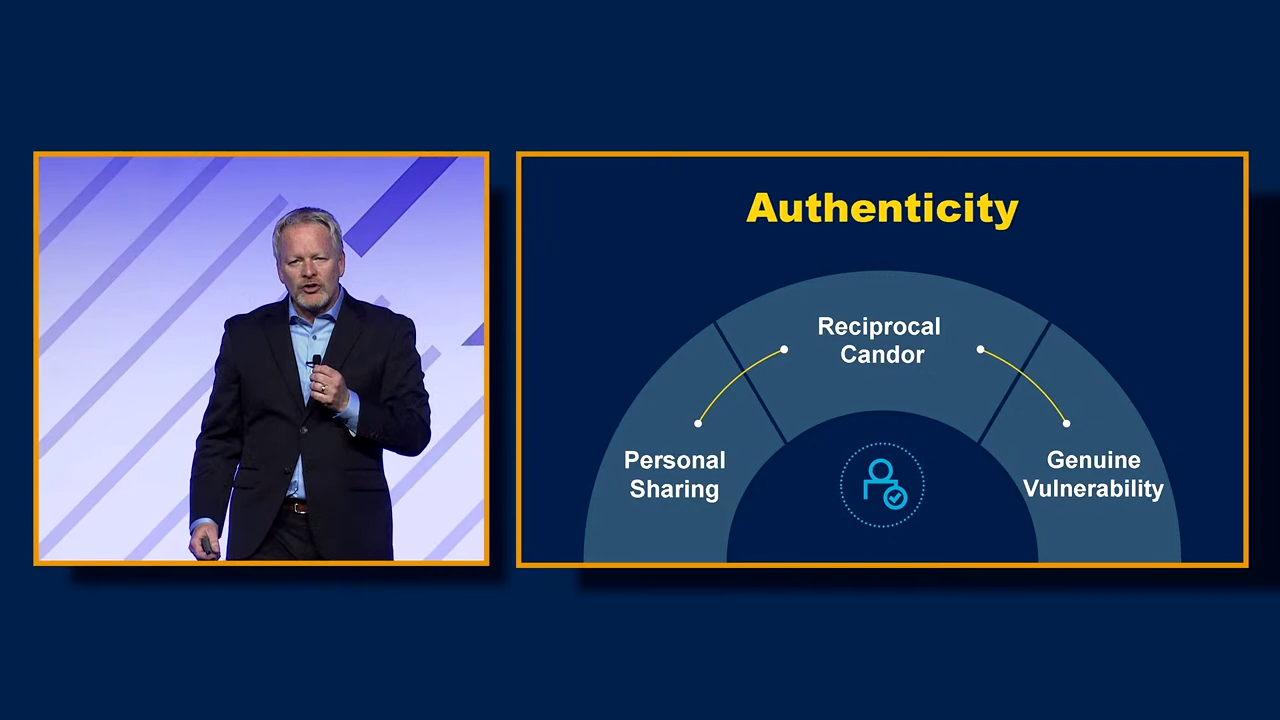 Authenticity
Reciprocal
Candor
Personal
Sharing
Genuine
Vulnerability